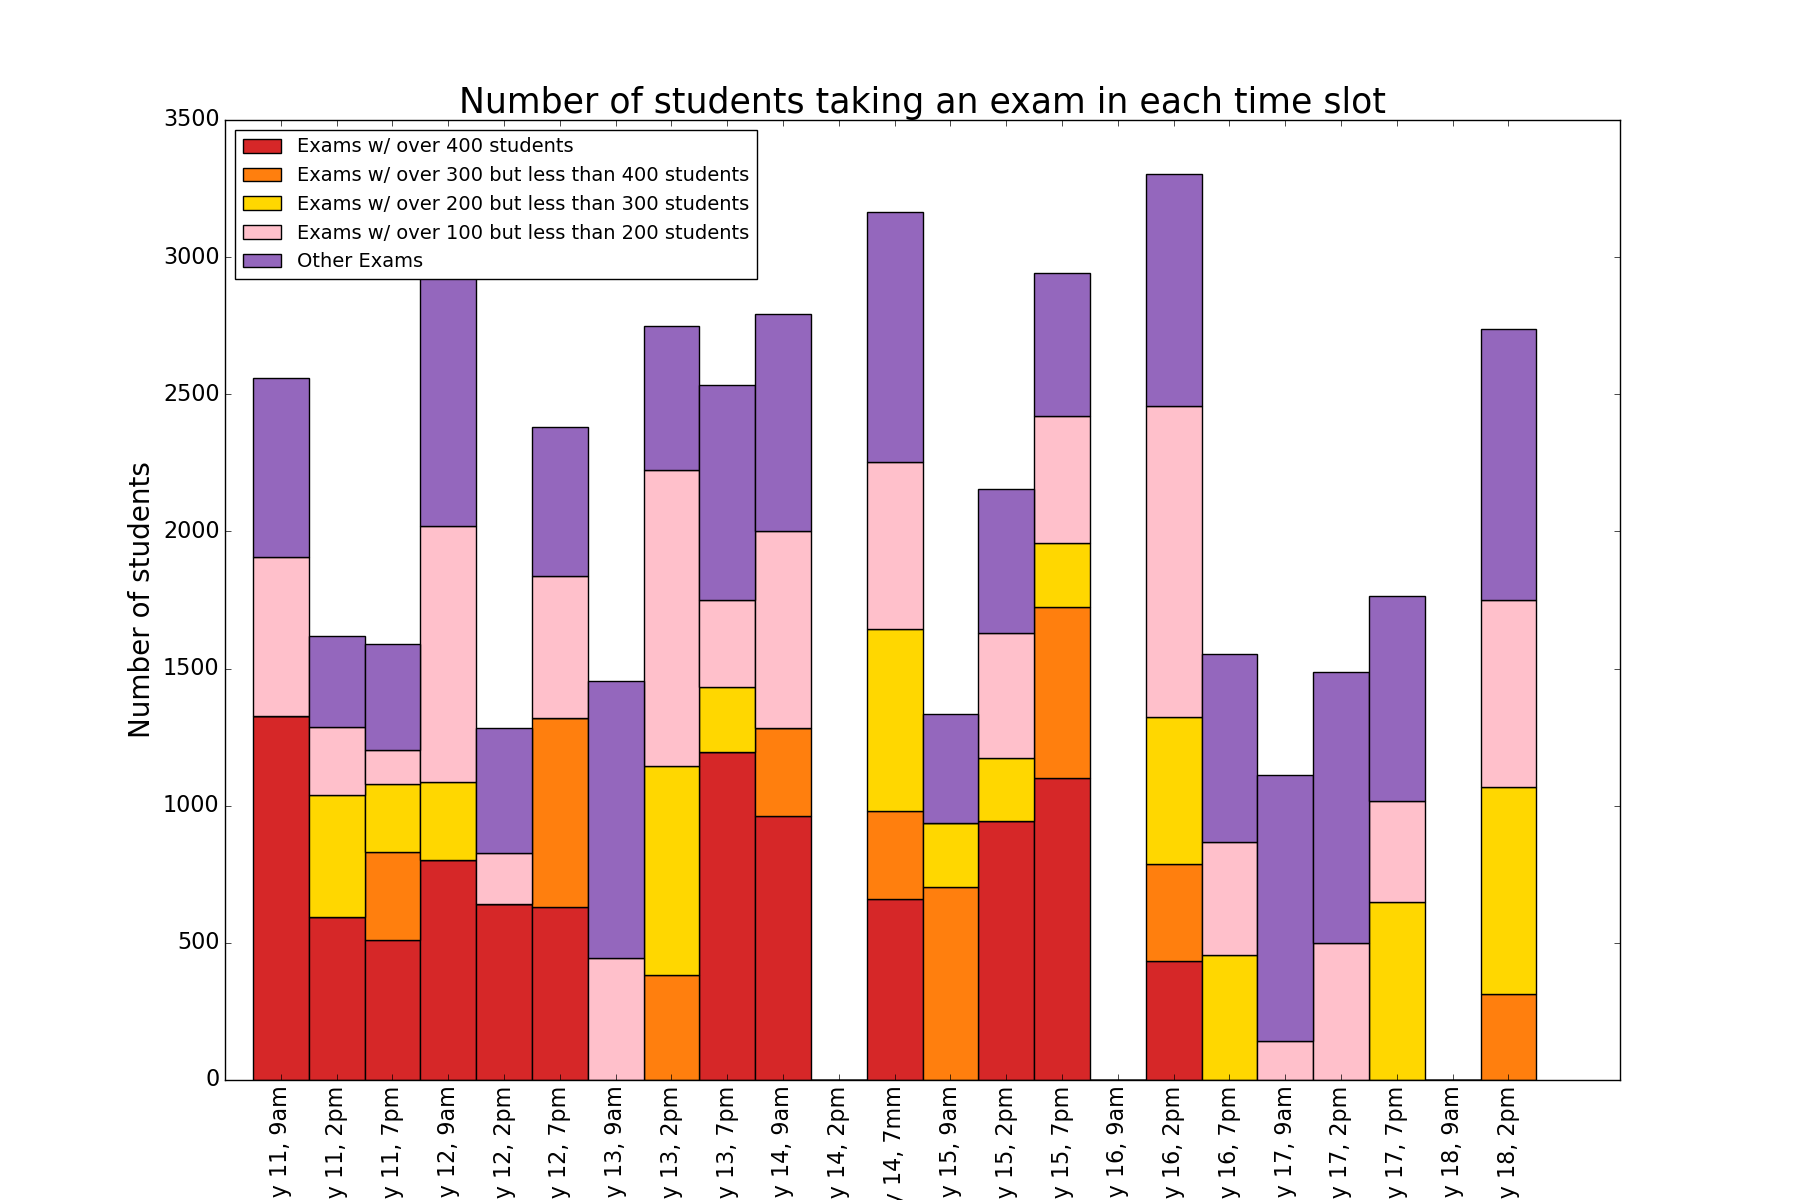 Number of students taking an exam in each time slot
Exams w/ over 400 students
Exams w/ over 300 but less than 400 students
Exams w/ over 200 but less than 300 students
Exams w/ over 100 but less than 200 students
Other Exams
Number of students
3500
3000
2500
2000
1500
1000
500
0
y 11, 9am
y 11, 2pm
y 11, 7pm
y 12, 9am
y 12, 2pm
y 12, 7pm
y 13, 9am
y 13, 2pm
y 13, 7pm
y 14, 9am
y 14, 2pm
y 14, 7mm
y 15, 9am
y 15, 2pm
y 15, 7pm
y 16, 9am
y 16, 2pm
y 16, 7pm
y 17, 9am
y 17, 2pm
y 17, 7pm
y 18, 9am
y 18, 2pm